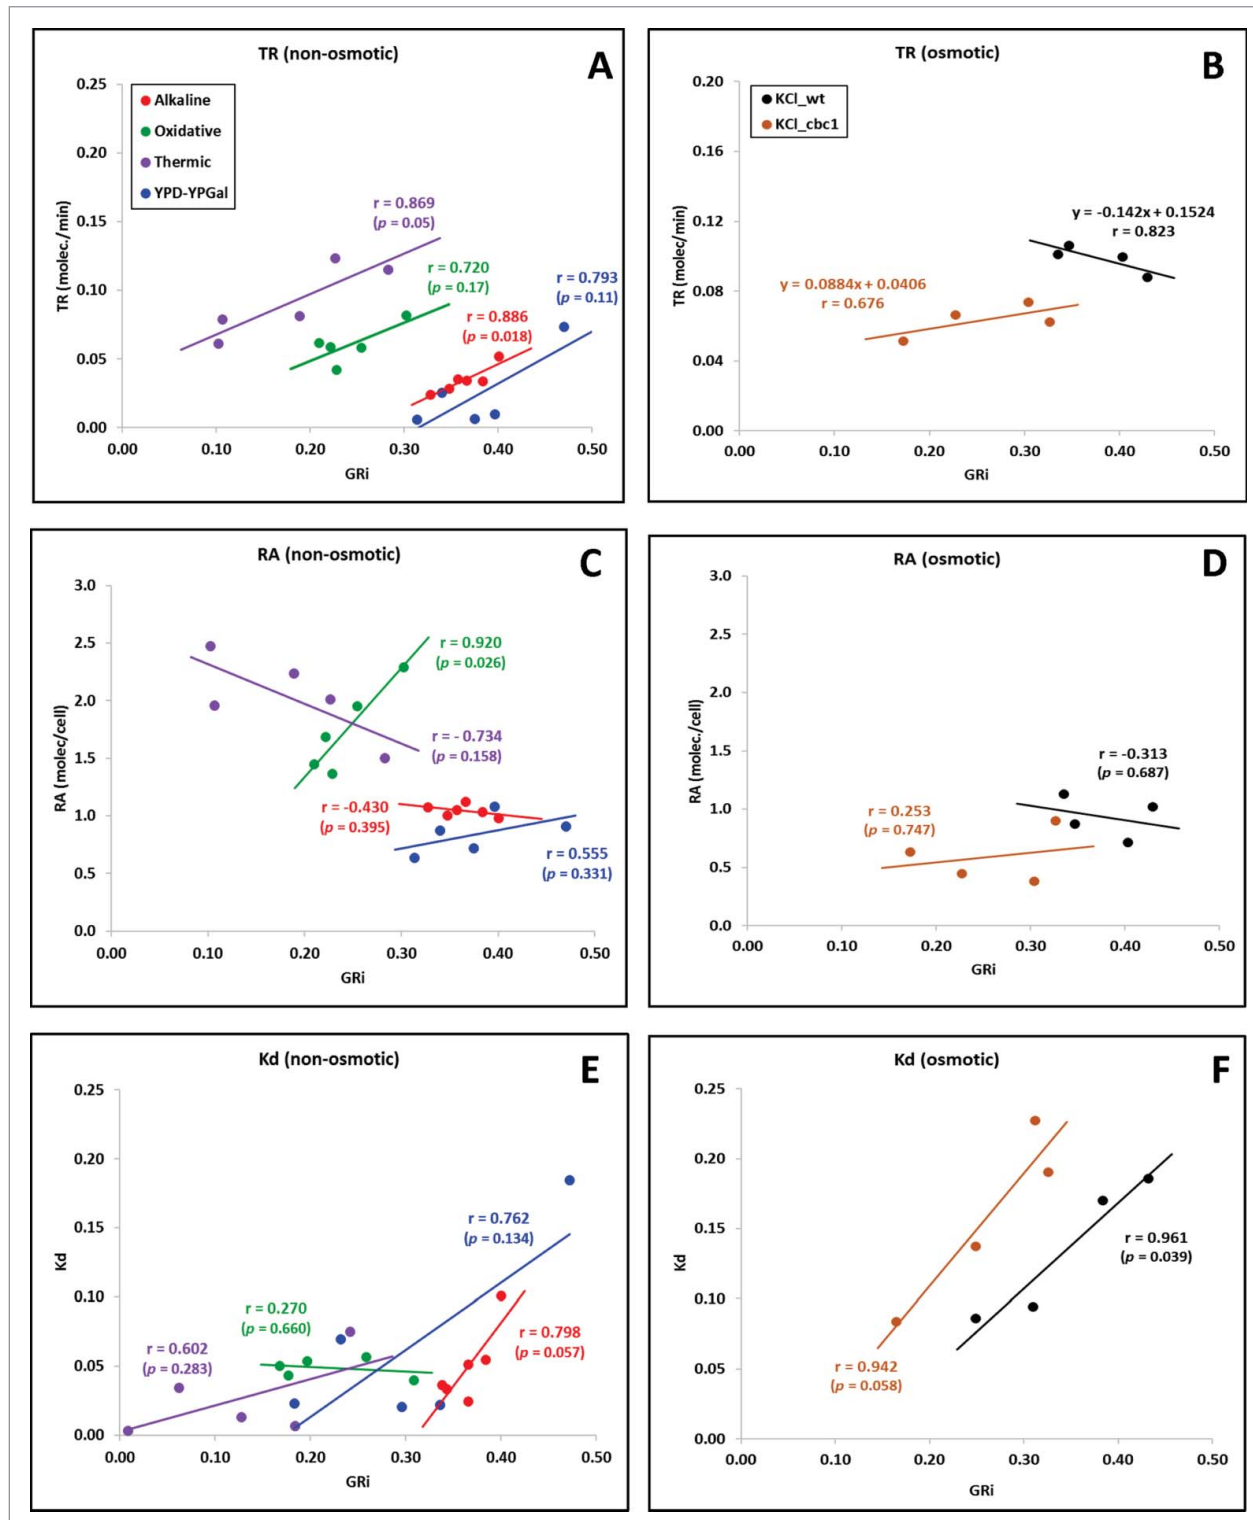 TR (non-osmotic)
A
0.25
0.20
0.15
0.10
0.05
0.00
TR (molec./min)
Alkaline
Oxidative
Thermic
YPD-YPGal
r = 0.869
(p = 0.05)
r = 0.720
(p = 0.17)
r = 0.793
(p = 0.11)
r = 0.886
(p = 0.018)
0.00 0.10 0.20 0.30 0.40 0.50
GRi
TR (osmotic)
B
0.20
0.16
0.12
0.08
0.04
0.00
TR (molec/min)
KCl_wt
KCl_cbc1
y = -0.142x + 0.1524
r = 0.823
y = 0.0884x + 0.0406
r = 0.676
0.00 0.10 0.20 0.30 0.40 0.50
GRi
RA (non-osmotic)
C
3.0
2.5
2.0
1.5
1.0
0.5
0.0
RA (molec/cell)
r = 0.920
(p = 0.026)
r = - 0.734
(p = 0.158)
r = -0.430
(p = 0.395)
r = 0.555
(p = 0.331)
0.00 0.10 0.20 0.30 0.40 0.50
GRi
RA (osmotic)
D
3.0
2.5
2.0
1.5
1.0
0.5
0.0
RA (molec./cell)
r = -0.313
(p = 0.687)
r = 0.253
(p = 0.747)
0.00 0.10 0.20 0.30 0.40 0.50
GRi
Kd (non-osmotic)
E
0.25
0.20
0.15
0.10
0.05
0.00
Kd
r = 0.762
(p = 0.134)
r = 0.270
(p = 0.660)
r = 0.602
(p = 0.283)
r = 0.798
(p = 0.057)
0.00 0.10 0.20 0.30 0.40 0.50
GRi
Kd (osmotic)
F
0.25
0.20
0.15
0.10
0.05
0.00
Kd
r = 0.961
(p = 0.039)
r = 0.942
(p = 0.058)
0.00 0.10 0.20 0.30 0.40 0.50
GRi